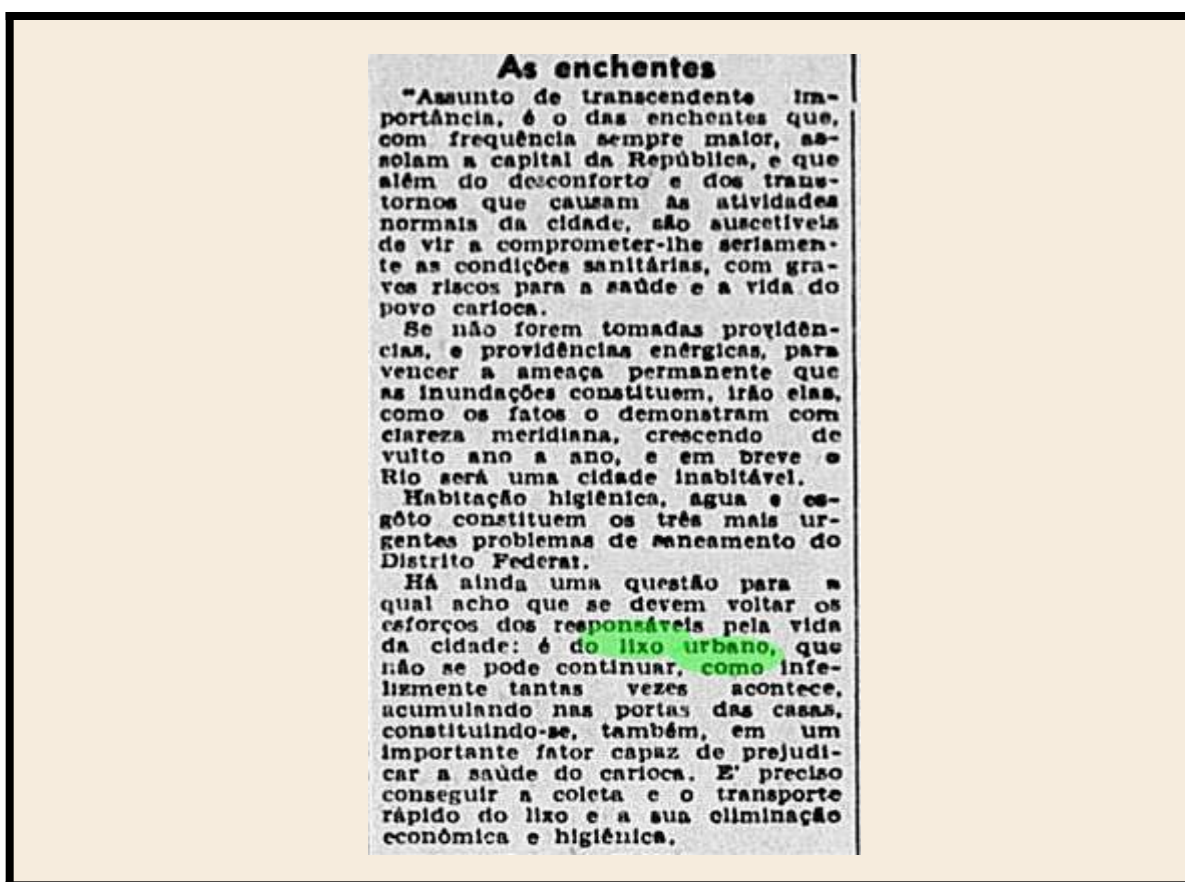 As enchentes
"Assunto de transcendente im-
portância, é o das enchentes que,
com frequência sempre maior, as-
solam a capital da República, e que
além do desconforto e dos trans-
tornos que causam às atividades
normais da cidade, são suscetíveis
de vir a comprometer-lhe seriamen-
te as condições sanitárias, com gra-
ves riscos para a saúde e a vida do
povo carioca.
Se não forem tomadas providên-
cias, e providências enérgicas, para
vencer a ameaça permanente que
as inundações constituem, irão elas,
como os fatos o demonstram com
clareza meridiana, crescendo de
vulto ano a ano, e em breve o
Rio será uma cidade inabitável.
Habitação higiênica, agua e es-
gôto constituem os três mais ur-
gentes problemas de saneamento do
Distrito Federal.
Há ainda uma questão para a
qual acho que se devem voltar os
esforços dos responsáveis pela vida
da cidade: é do lixo urbano, que
não se pode continuar, como infe-
lizmente tantas vezes acontece,
acumulando nas portas das casas,
constituindo-se, também, em um
importante fator capaz de prejudi-
car a saúde do carioca. E' preciso
conseguir a coleta e o transporte
rápido do lixo e a sua eliminação
econômica e higiênica.